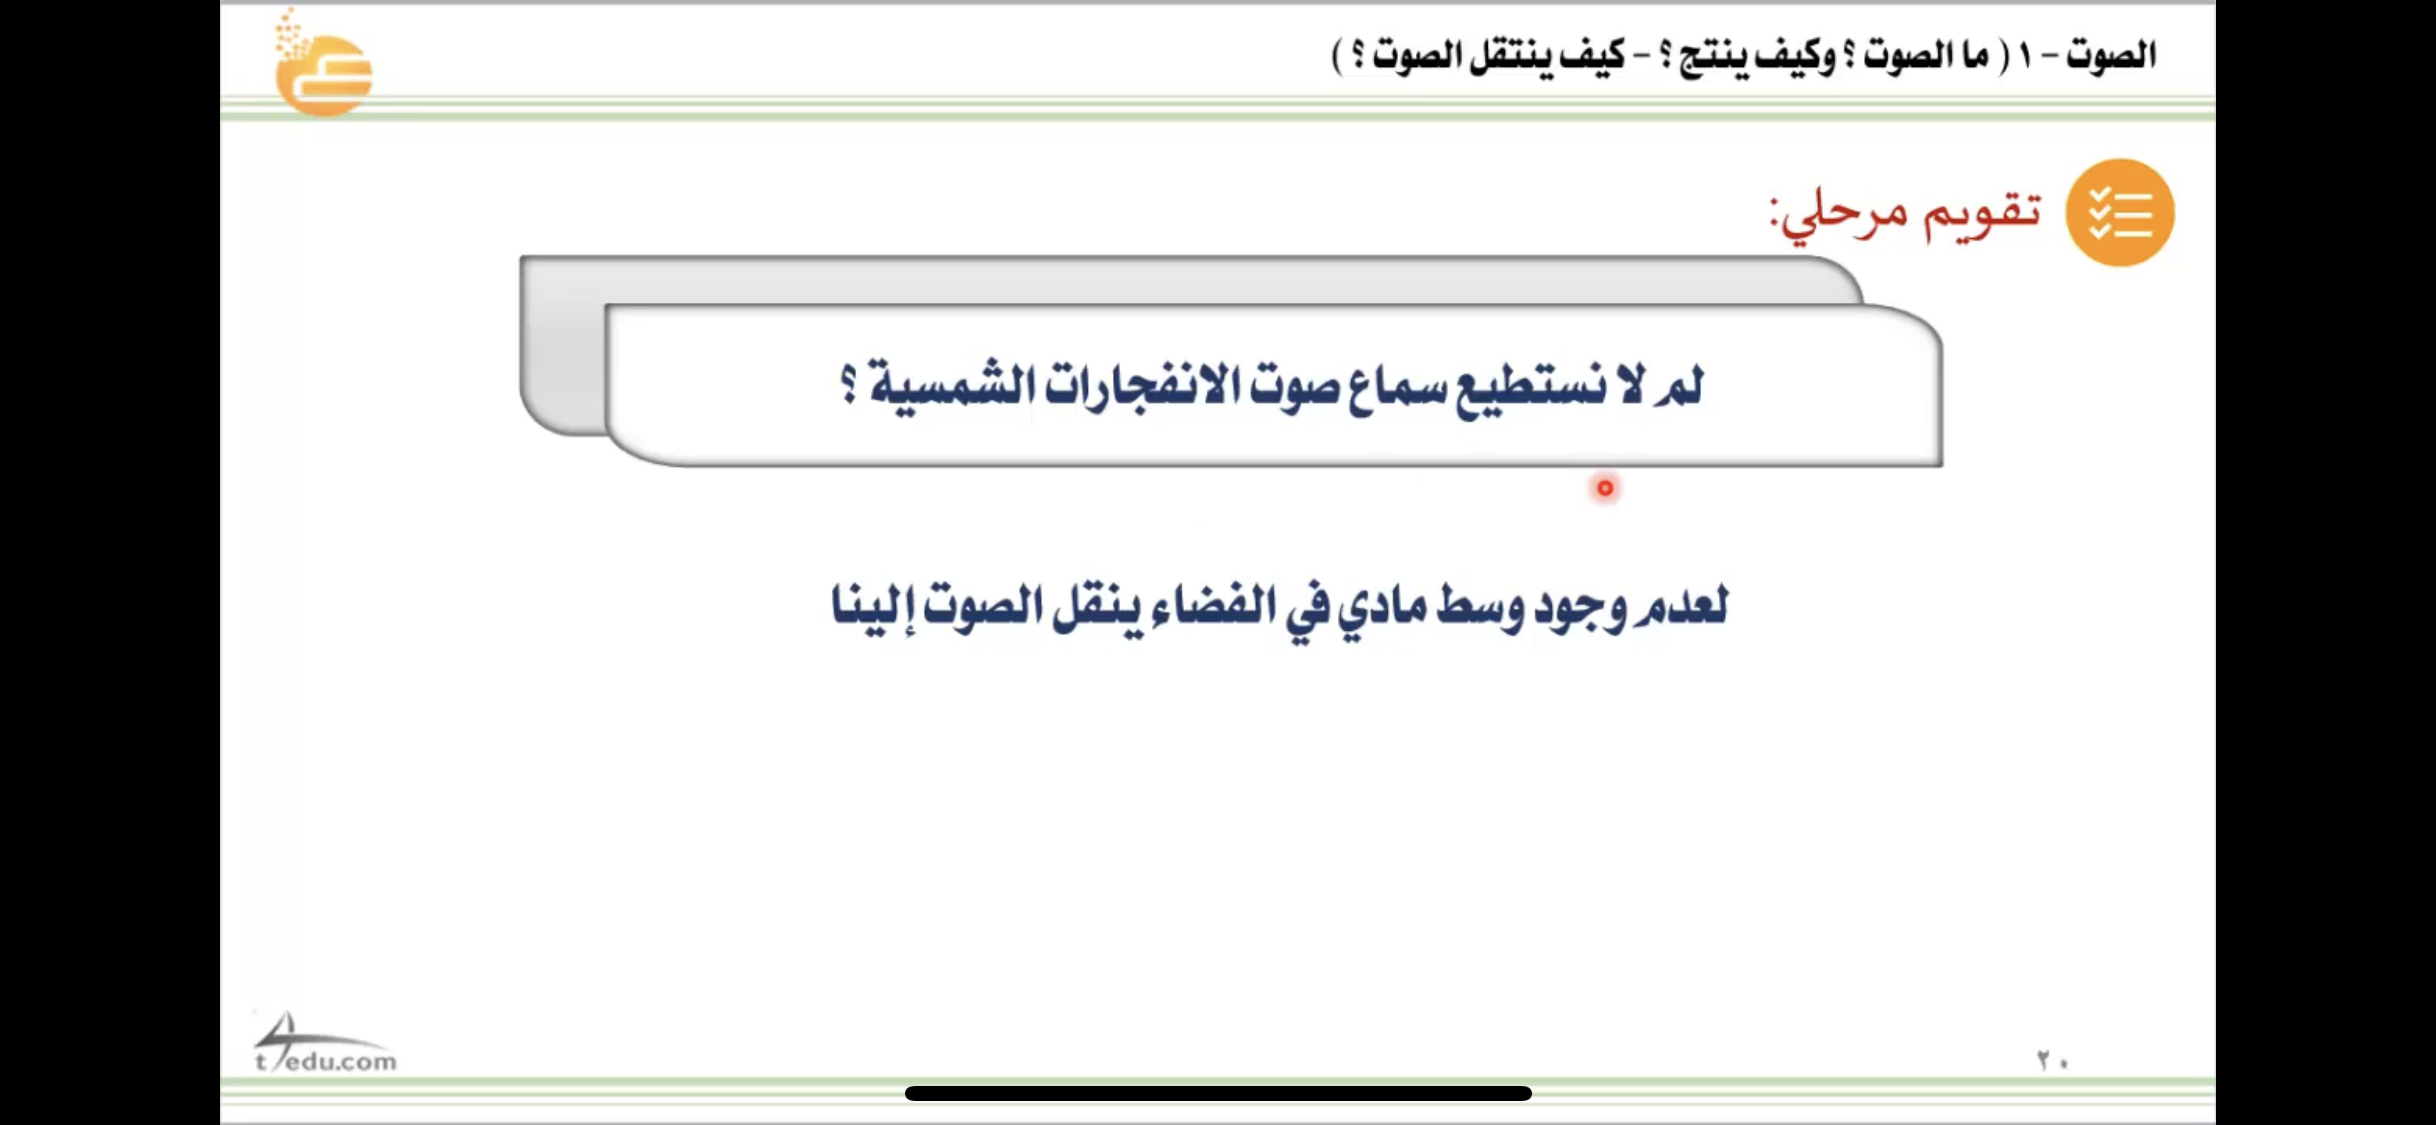 الصوت – ١ ( ما الصوت ؟ وكيف ينتج ؟ – كيف ينتقل الصوت ؟ )
تقويم مرحلي:
لم لا نستطيع سماع صوت الانفجارات الشمسية ؟
لعدم وجود وسط مادي في الفضاء ينقل الصوت إلينا
t4edu.com
٢٠